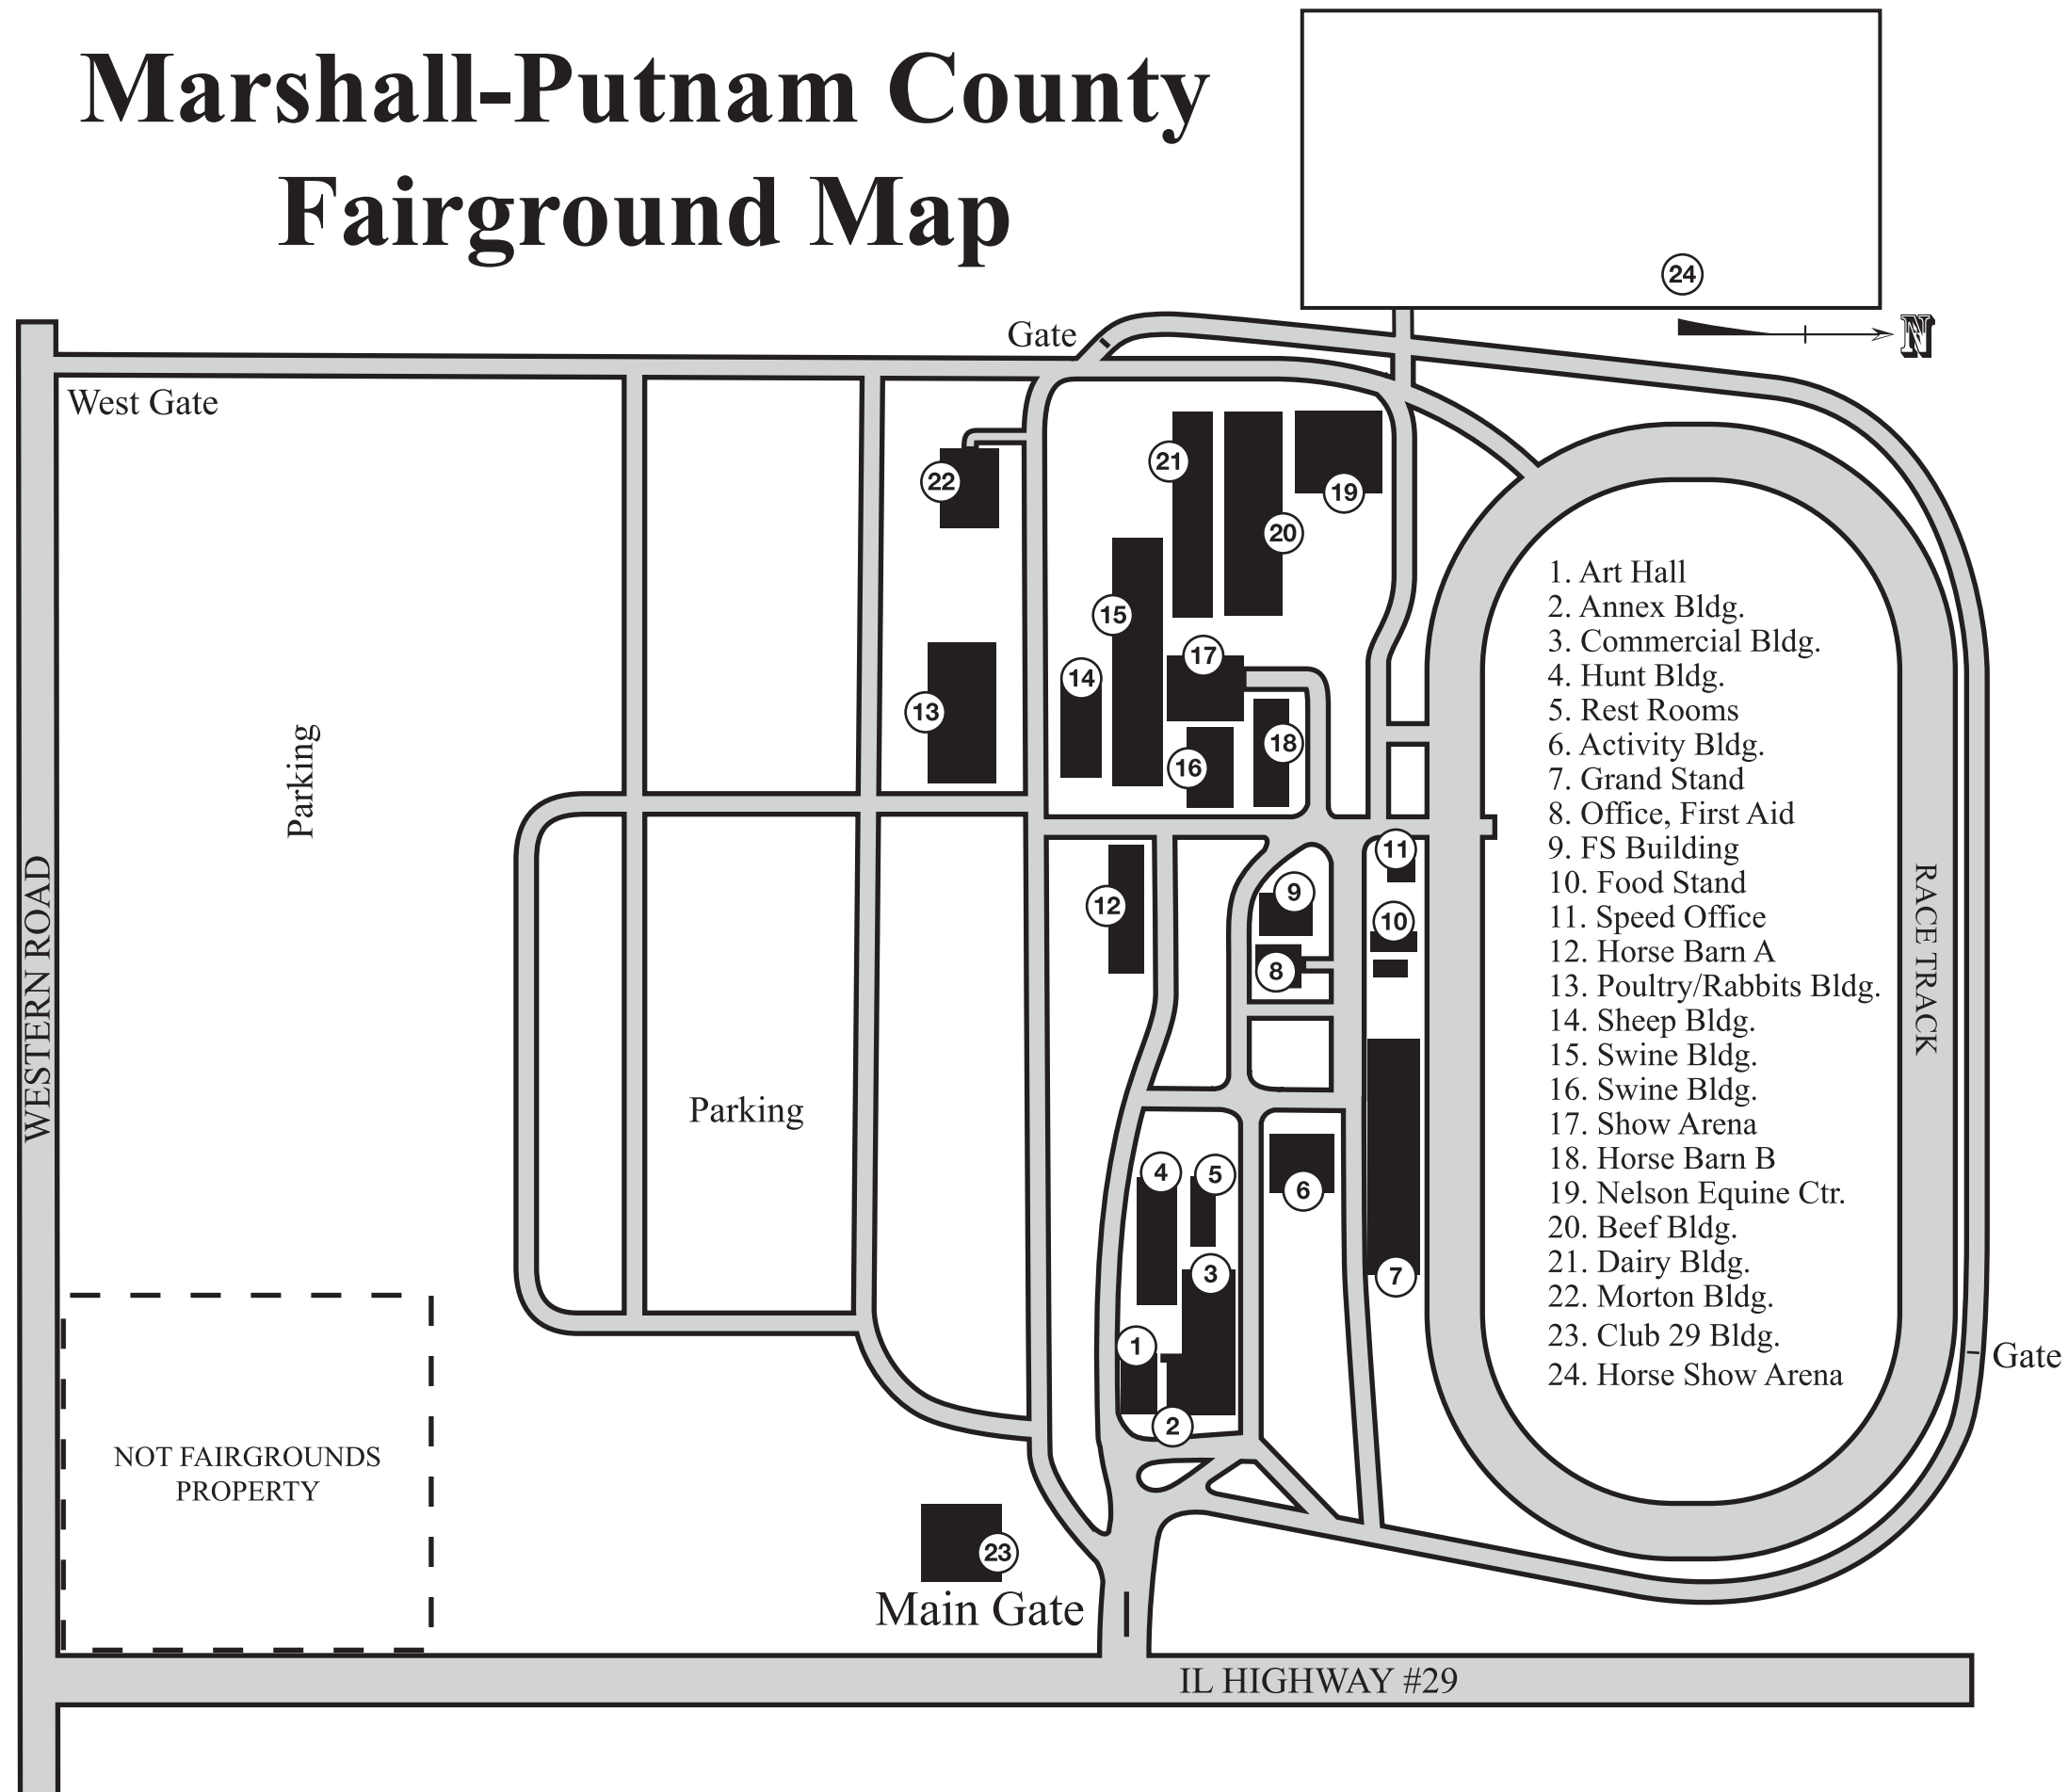 Marshall-Putnam County
Fairground Map
24
N
Gate
West Gate
22
21
19
20
15
17
14
13
18
16
Parking
11
9
12
10
8
WESTERN ROAD
Parking
4
5
6
3
7
1
2
1. Art Hall
2. Annex Bldg.
3. Commercial Bldg.
4. Hunt Bldg.
5. Rest Rooms
6. Activity Bldg.
7. Grand Stand
8. Office, First Aid
9. FS Building
10. Food Stand
11. Speed Office
12. Horse Barn A
13. Poultry/Rabbits Bldg.
14. Sheep Bldg.
15. Swine Bldg.
16. Swine Bldg.
17. Show Arena
18. Horse Barn B
19. Nelson Equine Ctr.
20. Beef Bldg.
21. Dairy Bldg.
22. Morton Bldg.
23. Club 29 Bldg.
24. Horse Show Arena
RACE TRACK
Gate
NOT FAIRGROUNDS
PROPERTY
23
Main Gate
IL HIGHWAY #29